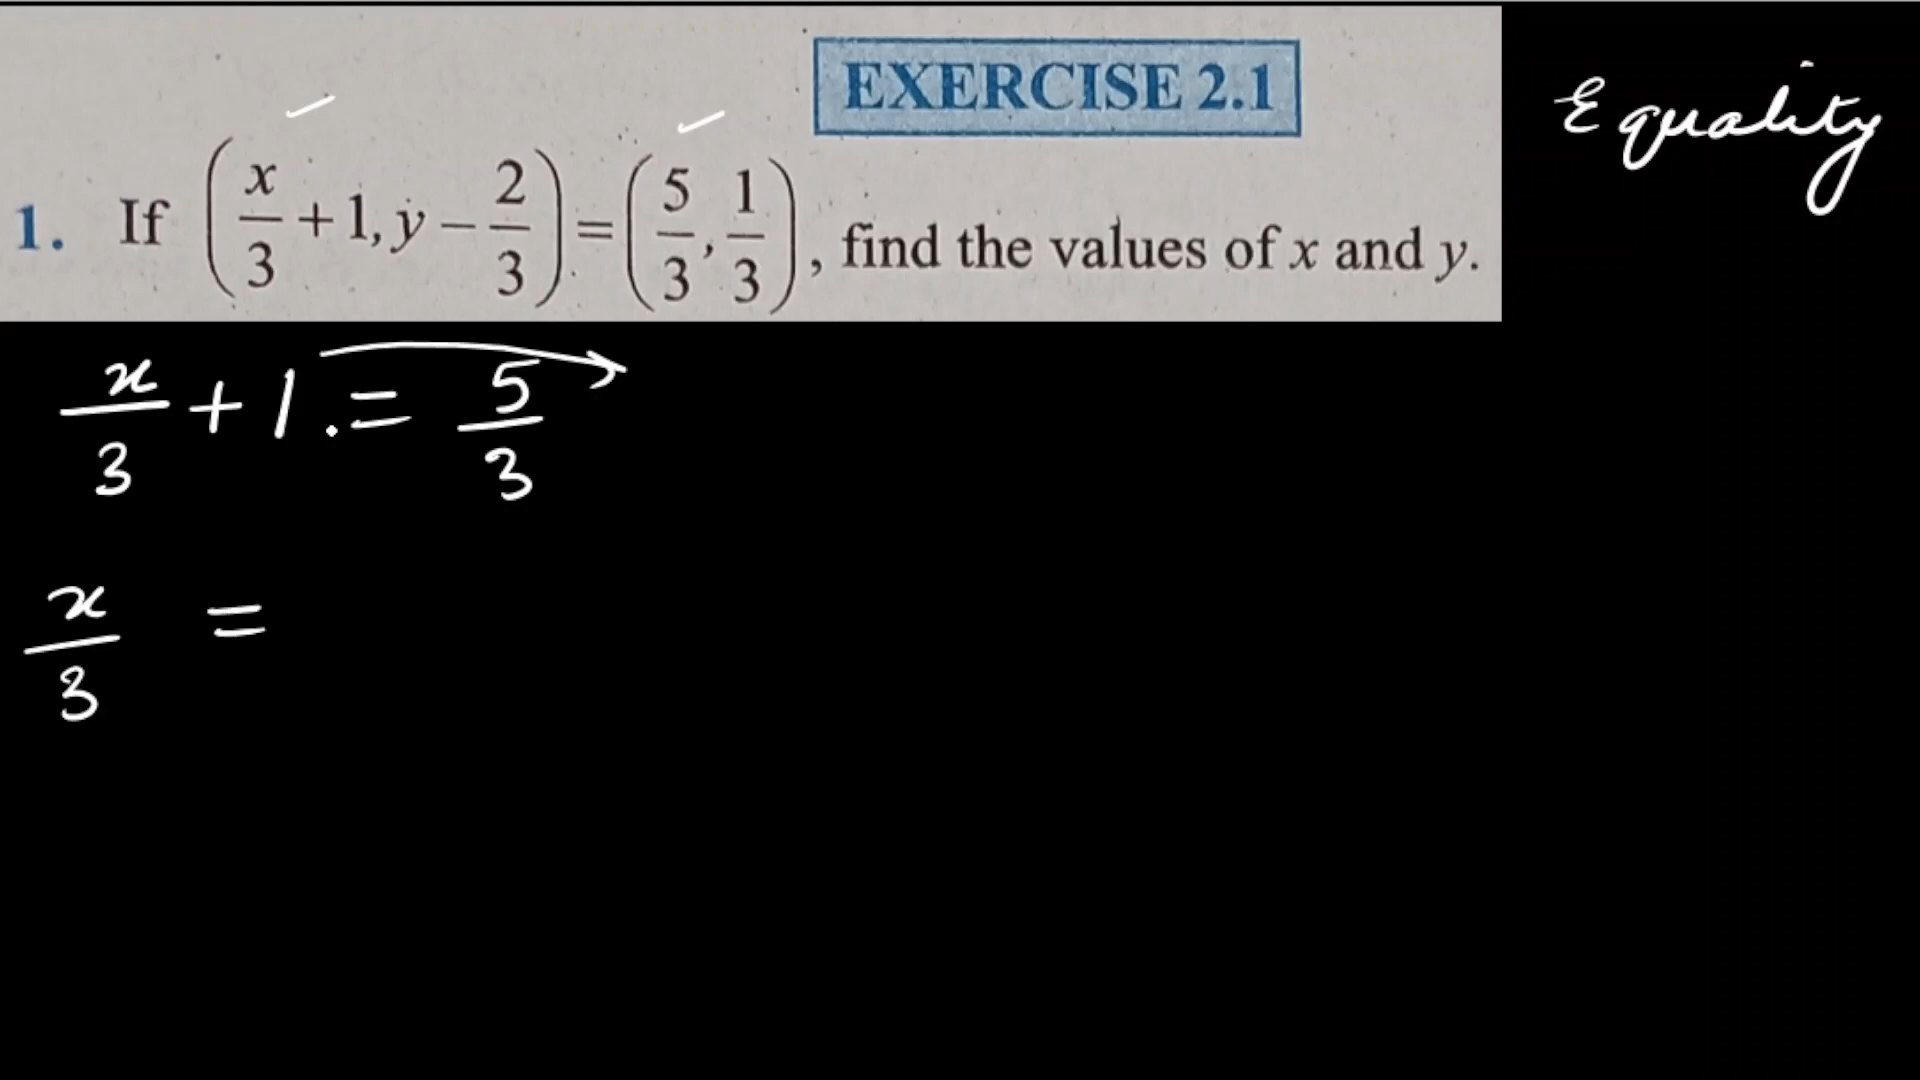 EXERCISE 2.1
Equality
1. If (x/3 + 1, y − 2/3) = (5/3, 1/3), find the values of x and y.
x/3 + 1 = 5/3
x/3 =